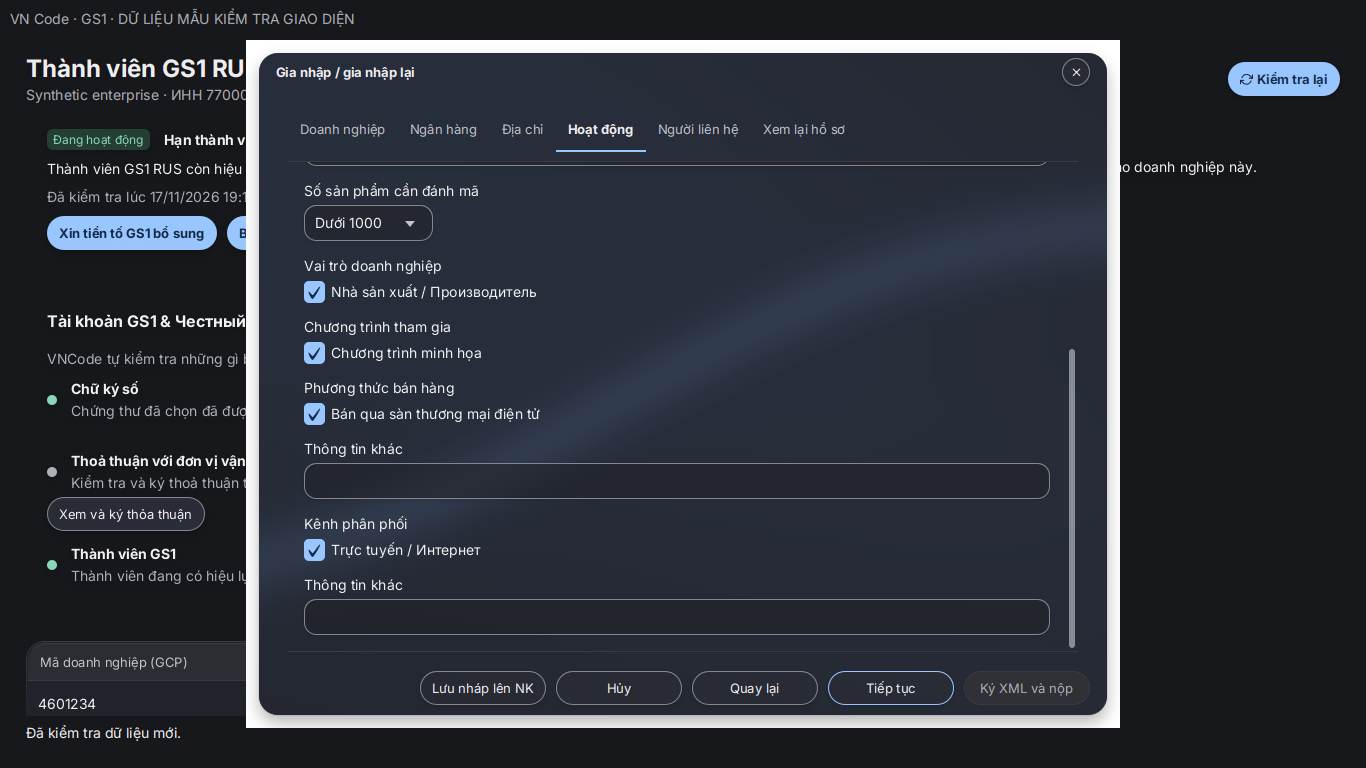 VN Code · GS1 · DỮ LIỆU MẪU KIỂM TRA GIAO DIỆN
Thành viên GS1 RU
Synthetic enterprise · ИНН 77000
Kiểm tra lại
Đang hoạt động
Hạn thành v
Thành viên GS1 RUS còn hiệu
ho doanh nghiệp này.
Đã kiểm tra lúc 17/11/2026 19:1
Xin tiền tố GS1 bổ sung
B
Tài khoản GS1 & Честный
VNCode tự kiểm tra những gì b
Chữ ký số
Chứng thư đã chọn đã đượ
Thoả thuận với đơn vị vận
Kiểm tra và ký thoả thuận t
Xem và ký thỏa thuận
Thành viên GS1
Thành viên đang có hiệu lự
Mã doanh nghiệp (GCP)
4601234
Đã kiểm tra dữ liệu mới.
Gia nhập / gia nhập lại
Doanh nghiệp
Ngân hàng
Địa chỉ
Hoạt động
Người liên hệ
Xem lại hồ sơ
Số sản phẩm cần đánh mã
Dưới 1000
Vai trò doanh nghiệp
Nhà sản xuất / Производитель
Chương trình tham gia
Chương trình minh họa
Phương thức bán hàng
Bán qua sàn thương mại điện tử
Thông tin khác
Kênh phân phối
Trực tuyến / Интернет
Thông tin khác
Lưu nháp lên NK
Hủy
Quay lại
Tiếp tục
Ký XML và nộp